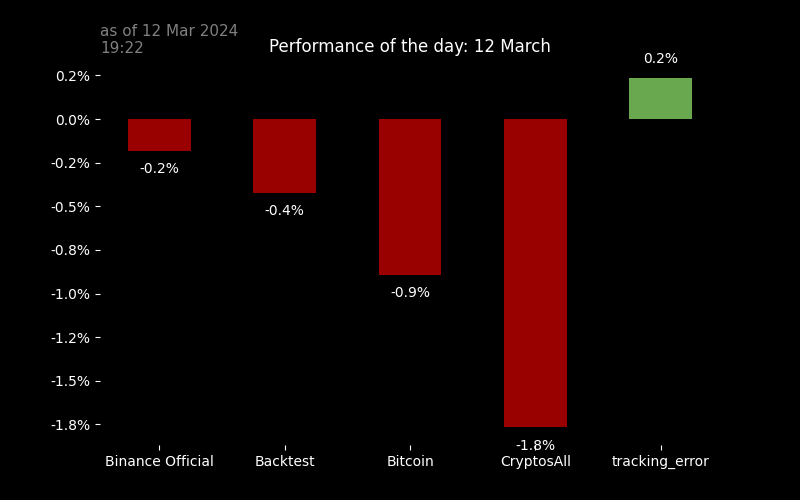 as of 12 Mar 2024
19:22
Performance of the day: 12 March
0.2%
0.2%
0.0%
-0.2%
-0.2%
-0.4%
-0.5%
-0.8%
-0.9%
-1.0%
-1.2%
-1.5%
-1.8%
-1.8%
Binance Official
Backtest
Bitcoin
CryptosAll
tracking_error